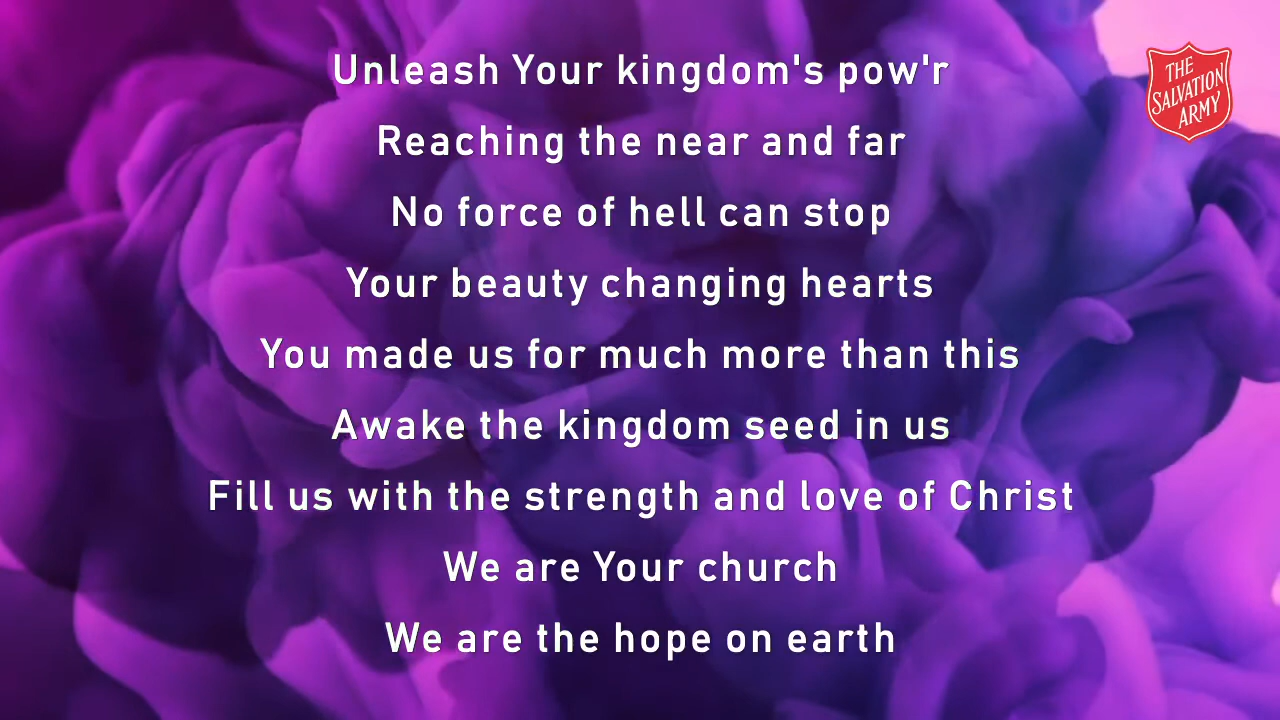 Unleash Your kingdom's pow'r
Reaching the near and far
No force of hell can stop
Your beauty changing hearts
You made us for much more than this
Awake the kingdom seed in us
Fill us with the strength and love of Christ
We are Your church
We are the hope on earth
THE
SALVATION
ARMY